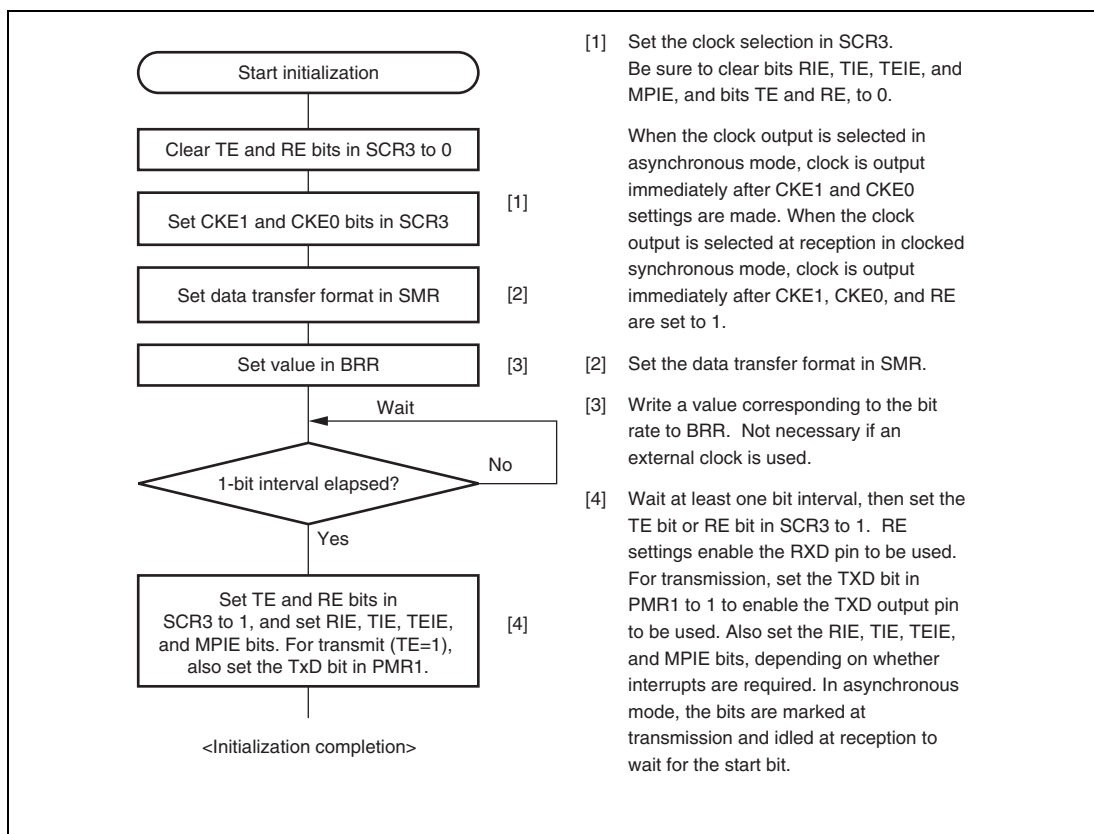 Start initialization
Clear TE and RE bits in SCR3 to 0
Set CKE1 and CKE0 bits in SCR3
[1]
Set data transfer format in SMR
[2]
Set value in BRR
[3]
Wait
No
1-bit interval elapsed?
Yes
Set TE and RE bits in
SCR3 to 1, and set RIE, TIE, TEIE,
and MPIE bits. For transmit (TE=1),
also set the TxD bit in PMR1.
[4]
<Initialization completion>
[1] Set the clock selection in SCR3.
Be sure to clear bits RIE, TIE, TEIE, and
MPIE, and bits TE and RE, to 0.
When the clock output is selected in
asynchronous mode, clock is output
immediately after CKE1 and CKE0
settings are made. When the clock
output is selected at reception in clocked
synchronous mode, clock is output
immediately after CKE1, CKE0, and RE
are set to 1.
[2] Set the data transfer format in SMR.
[3] Write a value corresponding to the bit
rate to BRR. Not necessary if an
external clock is used.
[4] Wait at least one bit interval, then set the
TE bit or RE bit in SCR3 to 1. RE
settings enable the RXD pin to be used.
For transmission, set the TXD bit in
PMR1 to 1 to enable the TXD output pin
to be used. Also set the RIE, TIE, TEIE,
and MPIE bits, depending on whether
interrupts are required. In asynchronous
mode, the bits are marked at
transmission and idled at reception to
wait for the start bit.